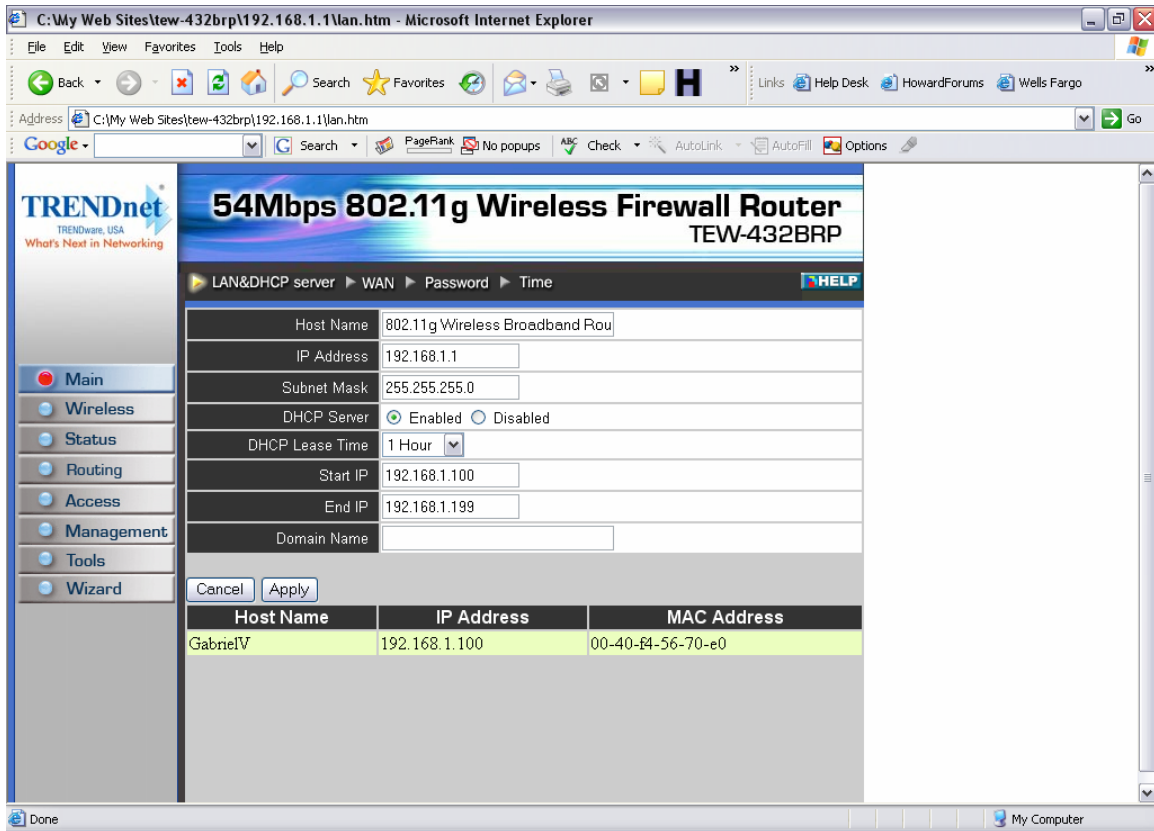 C:\My Web Sites\tew-432brp\192.168.1.1\lan.htm - Microsoft Internet Explorer
File Edit View Favorites Tools Help
Back Search Favorites H » Links Help Desk HowardForums Wells Fargo »
Address C:\My Web Sites\tew-432brp\192.168.1.1\lan.htm Go
Google - G Search PageRank No popups ABC Check AutoLink AutoFill Options
TRENDnet
TRENDware, USA
What's Next in Networking
54Mbps 802.11g Wireless Firewall Router
TEW-432BRP
LAN&DHCP server WAN Password Time HELP
Main
Wireless
Status
Routing
Access
Management
Tools
Wizard
Host Name 802.11g Wireless Broadband Rou
IP Address 192.168.1.1
Subnet Mask 255.255.255.0
DHCP Server Enabled Disabled
DHCP Lease Time 1 Hour
Start IP 192.168.1.100
End IP 192.168.1.199
Domain Name
Cancel Apply
Host Name IP Address MAC Address
GabrielV 192.168.1.100 00-40-f4-56-70-e0
Done My Computer